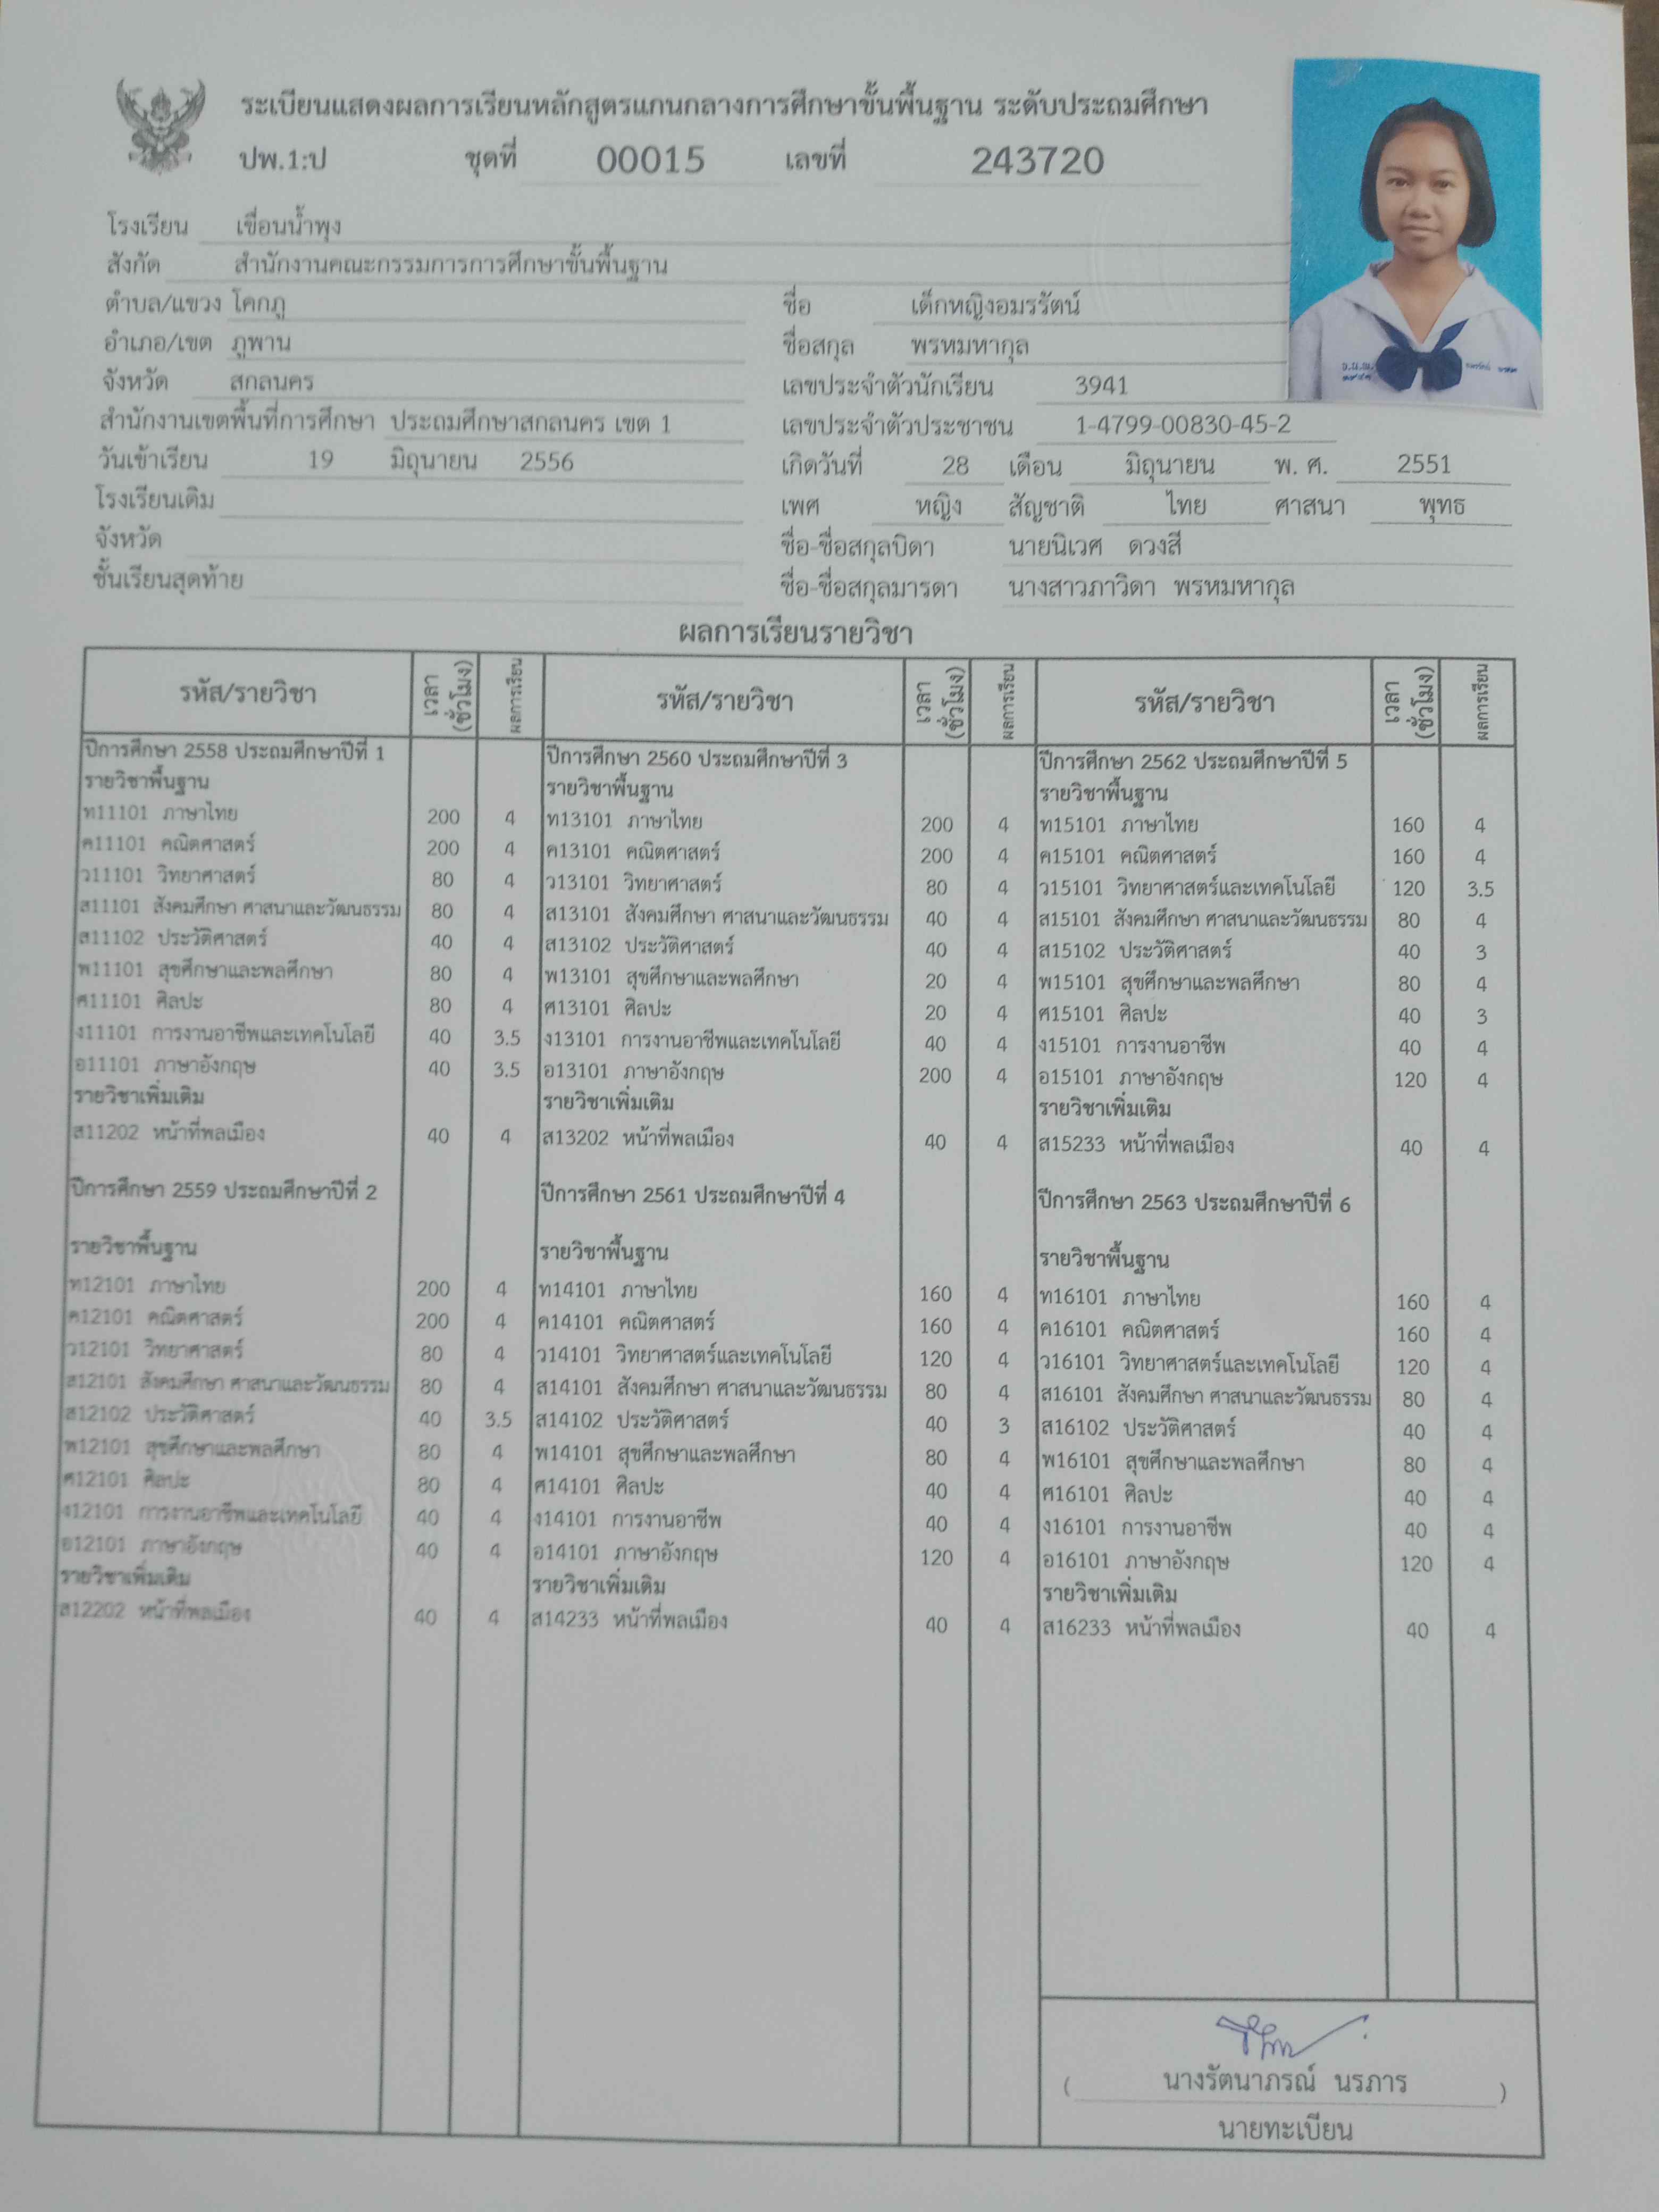 ระเบียนแสดงผลการเรียนหลักสูตรแกนกลางการศึกษาขั้นพื้นฐาน ระดับประถมศึกษา
ปพ.1:ป ชุดที่ 00015 เลขที่ 243720
โรงเรียน เขื่อนน้ำพุง
สังกัด สำนักงานคณะกรรมการการศึกษาขั้นพื้นฐาน
ตำบล/แขวง โคกภู
อำเภอ/เขต ภูพาน
จังหวัด สกลนคร
สำนักงานเขตพื้นที่การศึกษา ประถมศึกษาสกลนคร เขต 1
วันเข้าเรียน 19 มิถุนายน 2556
โรงเรียนเดิม
จังหวัด
ชั้นเรียนสุดท้าย
ชื่อ เด็กหญิงอมรรัตน์
ชื่อสกุล พรหมหากุล
เลขประจำตัวนักเรียน 3941
เลขประจำตัวประชาชน 1-4799-00830-45-2
เกิดวันที่ 28 เดือน มิถุนายน พ. ศ. 2551
เพศ หญิง สัญชาติ ไทย ศาสนา พุทธ
ชื่อ-ชื่อสกุลบิดา นายนิเวศ ดวงสี
ชื่อ-ชื่อสกุลมารดา นางสาวภาวิดา พรหมหากุล
ผลการเรียนรายวิชา
รหัส/รายวิชา เวลา (ชั่วโมง) ผลการเรียน
ปีการศึกษา 2558 ประถมศึกษาปีที่ 1
รายวิชาพื้นฐาน
ท11101 ภาษาไทย 200 4
ค11101 คณิตศาสตร์ 200 4
ว11101 วิทยาศาสตร์ 80 4
ส11101 สังคมศึกษา ศาสนาและวัฒนธรรม 80 4
ส11102 ประวัติศาสตร์ 40 4
พ11101 สุขศึกษาและพลศึกษา 80 4
ศ11101 ศิลปะ 80 4
ง11101 การงานอาชีพและเทคโนโลยี 40 3.5
อ11101 ภาษาอังกฤษ 40 3.5
รายวิชาเพิ่มเติม
ส11202 หน้าที่พลเมือง 40 4
ปีการศึกษา 2559 ประถมศึกษาปีที่ 2
รายวิชาพื้นฐาน
ท12101 ภาษาไทย 200 4
ค12101 คณิตศาสตร์ 200 4
ว12101 วิทยาศาสตร์ 80 4
ส12101 สังคมศึกษา ศาสนาและวัฒนธรรม 80 4
ส12102 ประวัติศาสตร์ 40 3.5
พ12101 สุขศึกษาและพลศึกษา 80 4
ศ12101 ศิลปะ 80 4
ง12101 การงานอาชีพและเทคโนโลยี 40 4
อ12101 ภาษาอังกฤษ 40 4
รายวิชาเพิ่มเติม
ส12202 หน้าที่พลเมือง 40 4
รหัส/รายวิชา เวลา (ชั่วโมง) ผลการเรียน
ปีการศึกษา 2560 ประถมศึกษาปีที่ 3
รายวิชาพื้นฐาน
ท13101 ภาษาไทย 200 4
ค13101 คณิตศาสตร์ 200 4
ว13101 วิทยาศาสตร์ 80 4
ส13101 สังคมศึกษา ศาสนาและวัฒนธรรม 40 4
ส13102 ประวัติศาสตร์ 40 4
พ13101 สุขศึกษาและพลศึกษา 20 4
ศ13101 ศิลปะ 20 4
ง13101 การงานอาชีพและเทคโนโลยี 40 4
อ13101 ภาษาอังกฤษ 200 4
รายวิชาเพิ่มเติม
ส13202 หน้าที่พลเมือง 40 4
ปีการศึกษา 2561 ประถมศึกษาปีที่ 4
รายวิชาพื้นฐาน
ท14101 ภาษาไทย 160 4
ค14101 คณิตศาสตร์ 160 4
ว14101 วิทยาศาสตร์และเทคโนโลยี 120 4
ส14101 สังคมศึกษา ศาสนาและวัฒนธรรม 80 4
ส14102 ประวัติศาสตร์ 40 3
พ14101 สุขศึกษาและพลศึกษา 80 4
ศ14101 ศิลปะ 40 4
ง14101 การงานอาชีพ 40 4
อ14101 ภาษาอังกฤษ 120 4
รายวิชาเพิ่มเติม
ส14233 หน้าที่พลเมือง 40 4
รหัส/รายวิชา เวลา (ชั่วโมง) ผลการเรียน
ปีการศึกษา 2562 ประถมศึกษาปีที่ 5
รายวิชาพื้นฐาน
ท15101 ภาษาไทย 160 4
ค15101 คณิตศาสตร์ 160 4
ว15101 วิทยาศาสตร์และเทคโนโลยี 120 3.5
ส15101 สังคมศึกษา ศาสนาและวัฒนธรรม 80 4
ส15102 ประวัติศาสตร์ 40 3
พ15101 สุขศึกษาและพลศึกษา 80 4
ศ15101 ศิลปะ 40 3
ง15101 การงานอาชีพ 40 4
อ15101 ภาษาอังกฤษ 120 4
รายวิชาเพิ่มเติม
ส15233 หน้าที่พลเมือง 40 4
ปีการศึกษา 2563 ประถมศึกษาปีที่ 6
รายวิชาพื้นฐาน
ท16101 ภาษาไทย 160 4
ค16101 คณิตศาสตร์ 160 4
ว16101 วิทยาศาสตร์และเทคโนโลยี 120 4
ส16101 สังคมศึกษา ศาสนาและวัฒนธรรม 80 4
ส16102 ประวัติศาสตร์ 40 4
พ16101 สุขศึกษาและพลศึกษา 80 4
ศ16101 ศิลปะ 40 4
ง16101 การงานอาชีพ 40 4
อ16101 ภาษาอังกฤษ 120 4
รายวิชาเพิ่มเติม
ส16233 หน้าที่พลเมือง 40 4
( นางรัตนาภรณ์ นรภาร )
นายทะเบียน